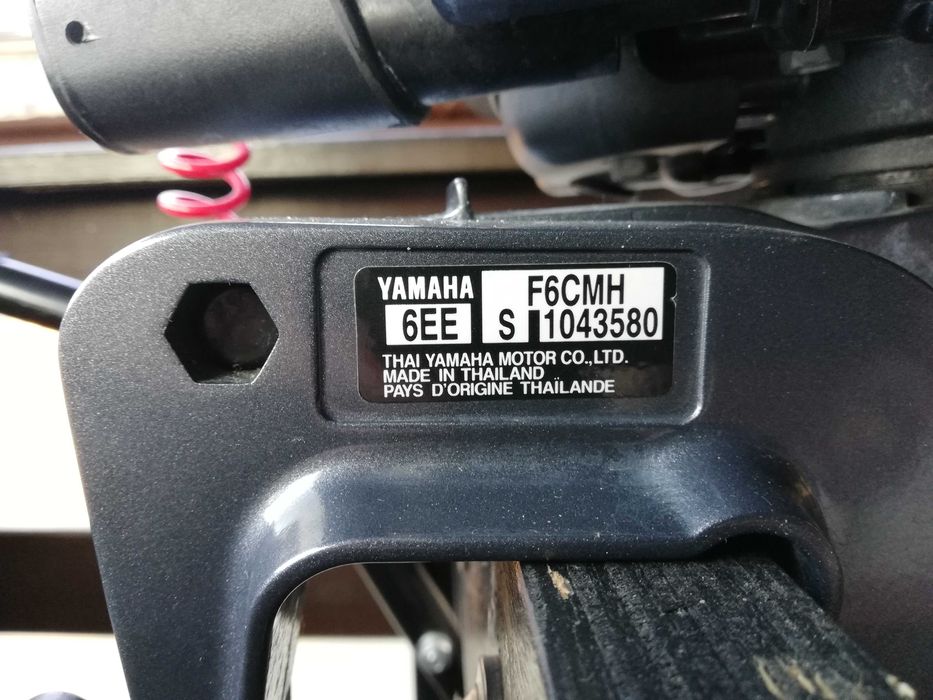 YAMAHA F6CMH
6EE S 1043580
THAI YAMAHA MOTOR CO.,LTD.
MADE IN THAILAND
PAYS D'ORIGINE THAÏLANDE